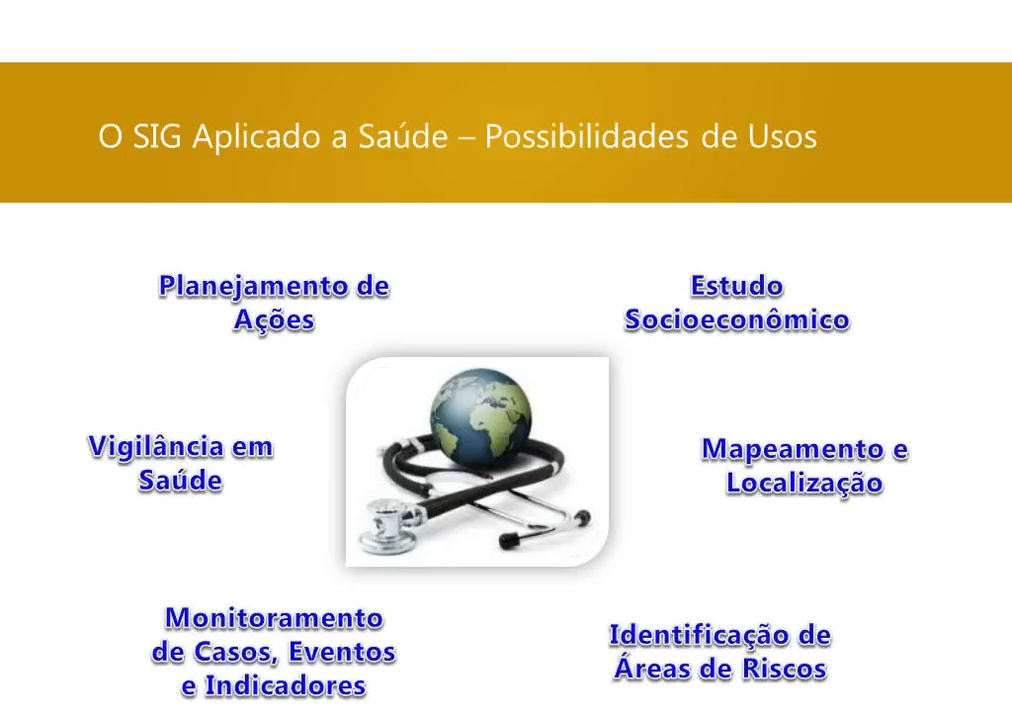 O SIG Aplicado a Saúde – Possibilidades de Usos
Planejamento de
Ações
Estudo
Socioeconômico
Vigilância em
Saúde
Mapeamento e
Localização
Monitoramento
de Casos, Eventos
e Indicadores
Identificação de
Áreas de Riscos